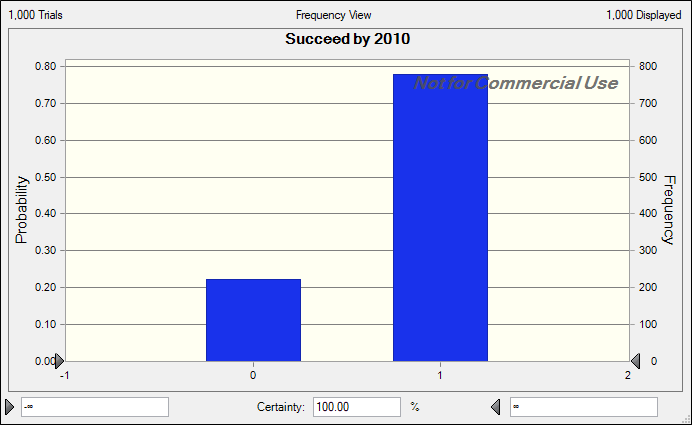 1,000 Trials Frequency View 1,000 Displayed
Succeed by 2010
Not for Commercial Use
Probability
0.80
0.70
0.60
0.50
0.40
0.30
0.20
0.10
0.00
Frequency
800
700
600
500
400
300
200
100
0
-1 0 1 2
-∞ Certainty: 100.00 % ∞